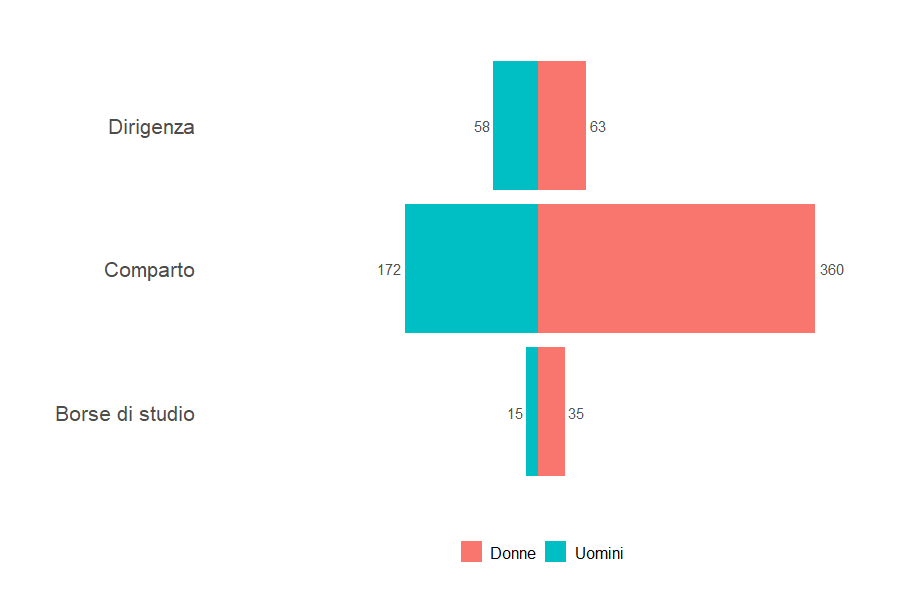 Dirigenza
58
63
Comparto
172
360
Borse di studio
15
35
Donne
Uomini